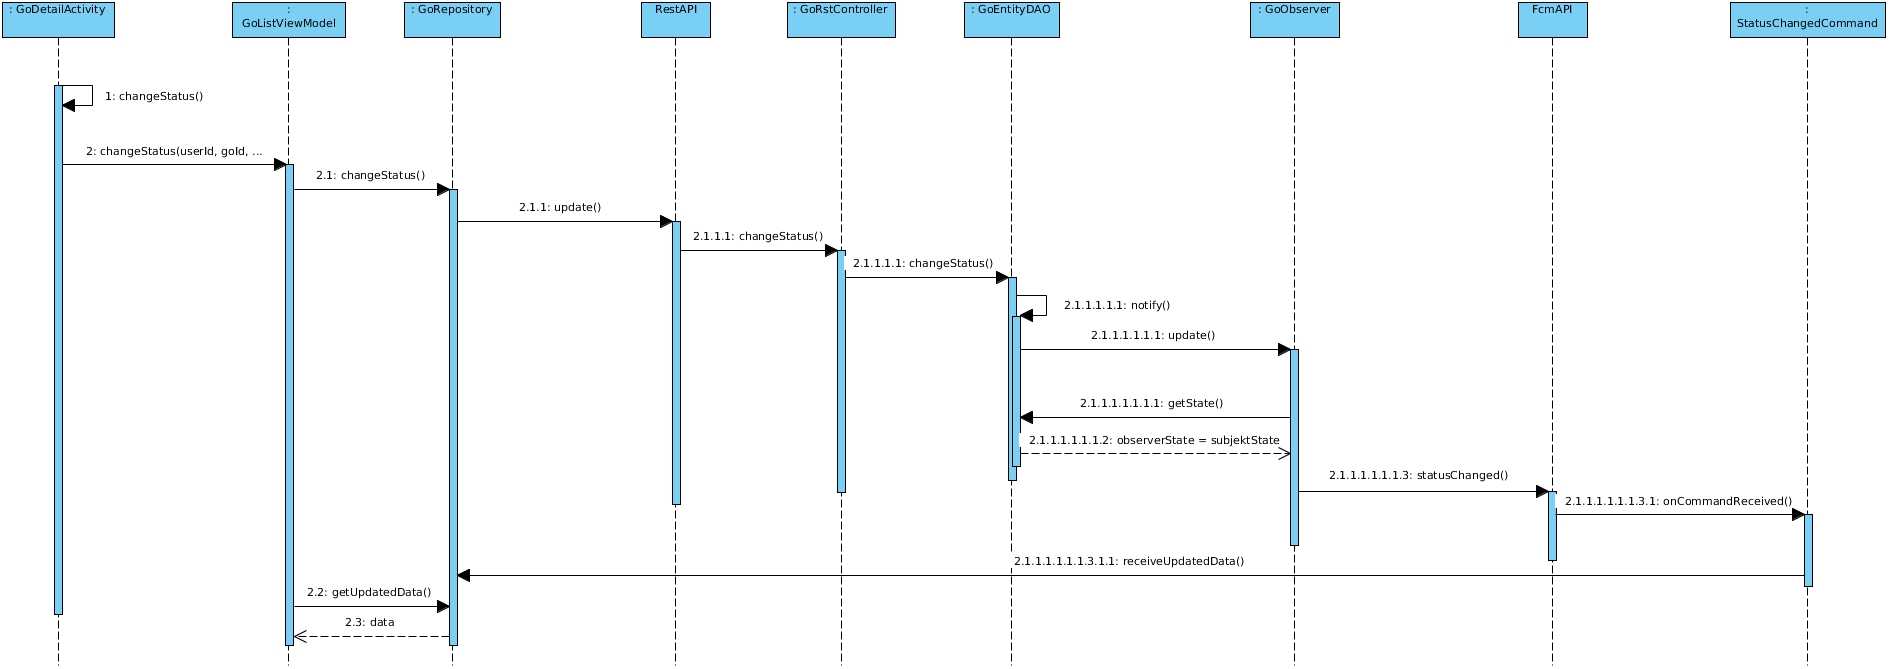 : GoDetailActivity
:
GoListViewModel
: GoRepository
RestAPI
: GoRstController
: GoEntityDAO
: GoObserver
FcmAPI
:
StatusChangedCommand
1: changeStatus()
2: changeStatus(userId, goId, ...
2.1: changeStatus()
2.1.1: update()
2.1.1.1: changeStatus()
2.1.1.1.1: changeStatus()
2.1.1.1.1.1: notify()
2.1.1.1.1.1.1: update()
2.1.1.1.1.1.1.1: getState()
2.1.1.1.1.1.1.2: observerState = subjektState
2.1.1.1.1.1.1.3: statusChanged()
2.1.1.1.1.1.1.3.1: onCommandReceived()
2.1.1.1.1.1.1.3.1.1: receiveUpdatedData()
2.2: getUpdatedData()
2.3: data